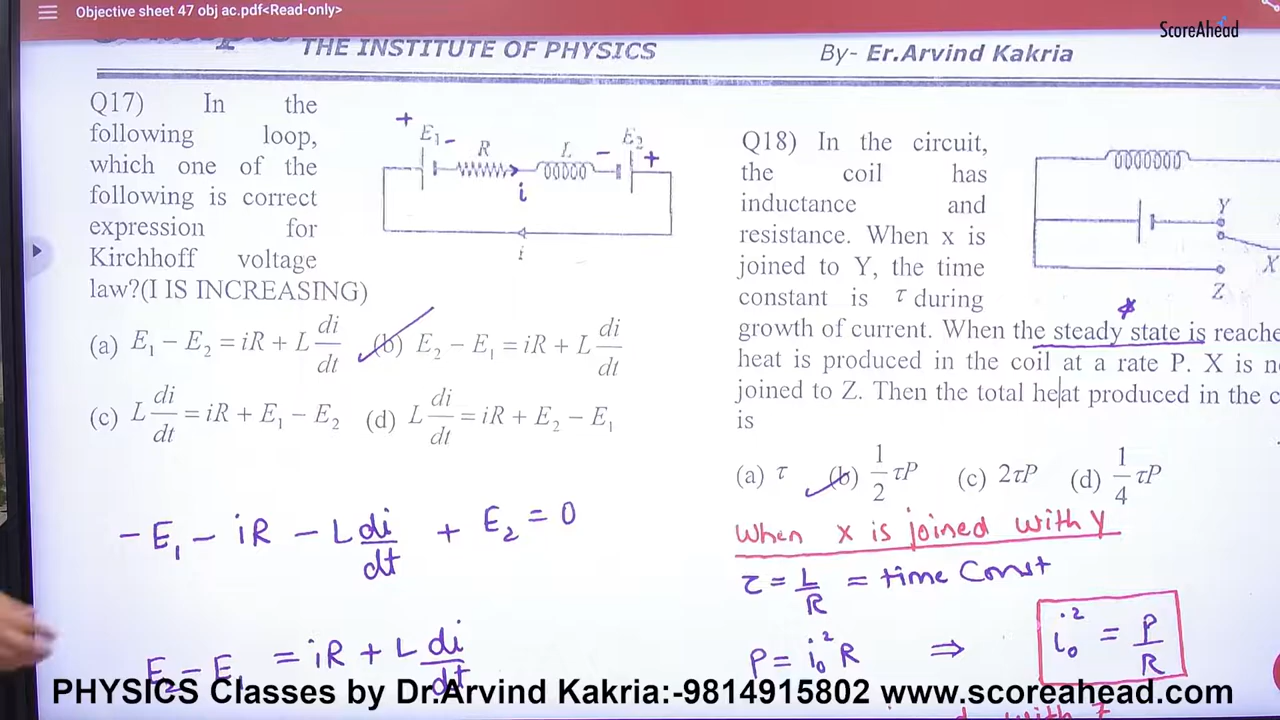 Objective sheet 47 obj ac.pdf<Read-only>
ScoreAhead
THE INSTITUTE OF PHYSICS
By- Er.Arvind Kakria
Q17) In the
following loop,
which one of the
following is correct
expression for
Kirchhoff voltage
law?(I IS INCREASING)
+ E₁ - R L - E₂ +
i
i
(a) E₁ − E₂ = iR + L di/dt (b) E₂ − E₁ = iR + L di/dt
(c) L di/dt = iR + E₁ − E₂ (d) L di/dt = iR + E₂ − E₁
− E₁ − iR − L di/dt + E₂ = 0
E₂ − E₁ = iR + L di/dt
Q18) In the circuit,
the coil has
inductance and
resistance. When x is
joined to Y, the time
constant is τ during
growth of current. When the steady state is reache
heat is produced in the coil at a rate P. X is n
joined to Z. Then the total heat produced in the c
is
Y
X
Z
(a) τ (b) 1/2 τP (c) 2τP (d) 1/4 τP
When x is joined with Y
τ = L/R = time Const
P = i₀² R ⇒ i₀² = P/R
with Z
PHYSICS Classes by Dr.Arvind Kakria:-9814915802 www.scoreahead.com